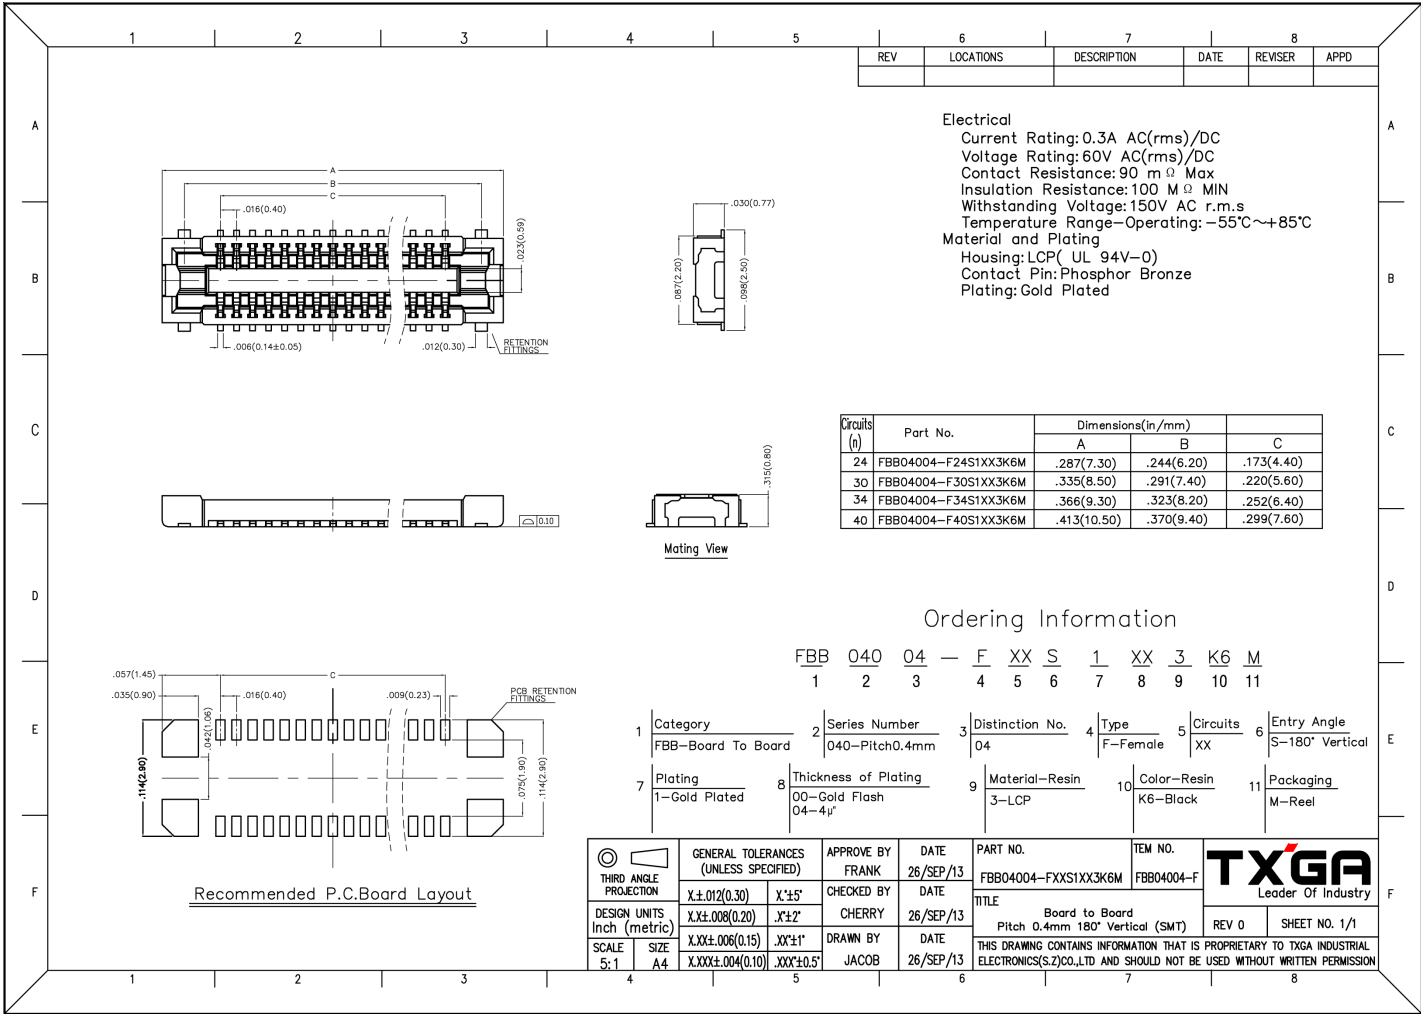 1 2 3 4 5 6 7 8
REV LOCATIONS DESCRIPTION DATE REVISER APPD
A A
B B
C C
D D
E E
F F
Electrical
Current Rating: 0.3A AC(rms)/DC
Voltage Rating: 60V AC(rms)/DC
Contact Resistance: 90 m Ω Max
Insulation Resistance: 100 M Ω MIN
Withstanding Voltage: 150V AC r.m.s
Temperature Range-Operating: -55°C～+85°C
Material and Plating
Housing: LCP( UL 94V-0)
Contact Pin: Phosphor Bronze
Plating: Gold Plated
A
B
C
.016(0.40)
.023(0.59)
.006(0.14±0.05)
.012(0.30)
RETENTION
FITTINGS
.030(0.77)
.087(2.20)
.098(2.50)
0.10
.315(0.80)
Mating View
Circuits
(n)
Part No.
Dimensions(in/mm)
A B C
24 FBB04004-F24S1XX3K6M .287(7.30) .244(6.20) .173(4.40)
30 FBB04004-F30S1XX3K6M .335(8.50) .291(7.40) .220(5.60)
34 FBB04004-F34S1XX3K6M .366(9.30) .323(8.20) .252(6.40)
40 FBB04004-F40S1XX3K6M .413(10.50) .370(9.40) .299(7.60)
Ordering Information
FBB 040 04 — F XX S 1 XX 3 K6 M
1 2 3 4 5 6 7 8 9 10 11
1 Category
FBB-Board To Board
2 Series Number
040-Pitch0.4mm
3 Distinction No.
04
4 Type
F-Female
5 Circuits
XX
6 Entry Angle
S-180° Vertical
7 Plating
1-Gold Plated
8 Thickness of Plating
00-Gold Flash
04-4μ"
9 Material-Resin
3-LCP
10 Color-Resin
K6-Black
11 Packaging
M-Reel
.057(1.45)
C
.035(0.90)
.016(0.40)
.009(0.23)
PCB RETENTION
FITTINGS
.042(1.06)
.114(2.90)
.075(1.90)
.114(2.90)
Recommended P.C.Board Layout
THIRD ANGLE
PROJECTION
DESIGN UNITS
Inch (metric)
SCALE SIZE
5:1 A4
GENERAL TOLERANCES
(UNLESS SPECIFIED)
X.±.012(0.30) X.°±5°
X.X±.008(0.20) .X°±2°
X.XX±.006(0.15) .XX°±1°
X.XXX±.004(0.10) .XXX°±0.5°
APPROVE BY DATE
FRANK 26/SEP/13
CHECKED BY DATE
CHERRY 26/SEP/13
DRAWN BY DATE
JACOB 26/SEP/13
PART NO.
FBB04004-FXXS1XX3K6M
TEM NO.
FBB04004-F
TXGA
Leader Of Industry
TITLE
Board to Board
Pitch 0.4mm 180° Vertical (SMT)
REV 0 SHEET NO. 1/1
THIS DRAWING CONTAINS INFORMATION THAT IS PROPRIETARY TO TXGA INDUSTRIAL
ELECTRONICS(S.Z)CO.,LTD AND SHOULD NOT BE USED WITHOUT WRITTEN PERMISSION
1 2 3 4 5 6 7 8